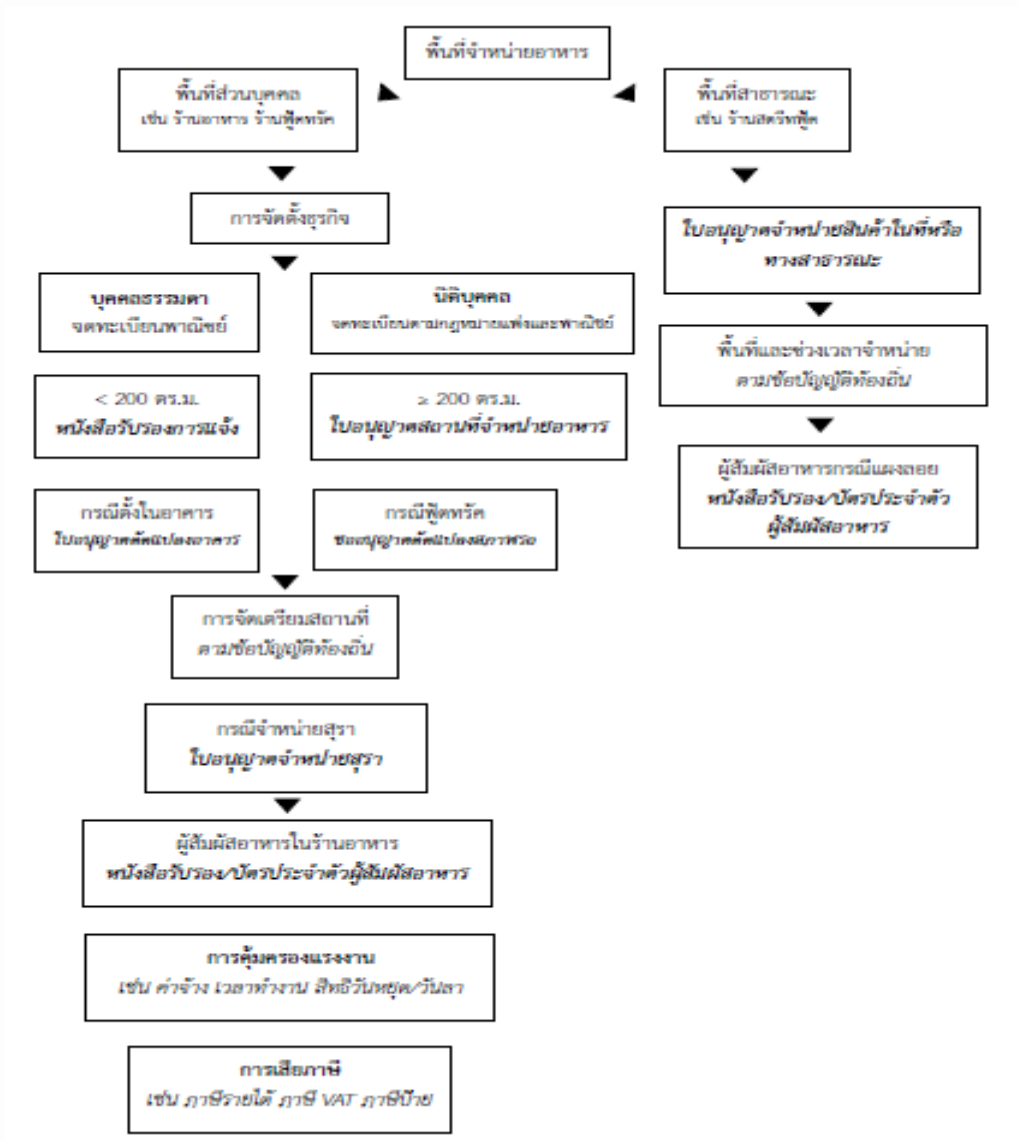 พื้นที่จำหน่ายอาหาร
พื้นที่ส่วนบุคคล
เช่น ร้านอาหาร ร้านฟู้ดทรัค
พื้นที่สาธารณะ
เช่น ร้านสตรีทฟู้ด
การจัดตั้งธุรกิจ
บุคคลธรรมดา
จดทะเบียนพาณิชย์
นิติบุคคล
จดทะเบียนตามกฎหมายแพ่งและพาณิชย์
< 200 ตร.ม.
หนังสือรับรองการแจ้ง
≥ 200 ตร.ม.
ใบอนุญาตสถานที่จำหน่ายอาหาร
กรณีตั้งในอาคาร
ใบอนุญาตดัดแปลงอาคาร
กรณีฟู้ดทรัค
ขออนุญาตดัดแปลงสภาพรถ
การจัดเตรียมสถานที่
ตามข้อบัญญัติท้องถิ่น
กรณีจำหน่ายสุรา
ใบอนุญาตจำหน่ายสุรา
ผู้สัมผัสอาหารในร้านอาหาร
หนังสือรับรอง/บัตรประจำตัวผู้สัมผัสอาหาร
การคุ้มครองแรงงาน
เช่น ค่าจ้าง เวลาทำงาน สิทธิวันหยุด/วันลา
การเสียภาษี
เช่น ภาษีรายได้ ภาษี VAT ภาษีป้าย
ใบอนุญาตจำหน่ายสินค้าในที่หรือ
ทางสาธารณะ
พื้นที่และช่วงเวลาจำหน่าย
ตามข้อบัญญัติท้องถิ่น
ผู้สัมผัสอาหารกรณีแผงลอย
หนังสือรับรอง/บัตรประจำตัว
ผู้สัมผัสอาหาร